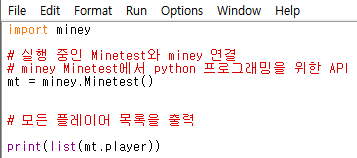 File Edit Format Run Options Window Help
import miney
# 실행 중인 Minetest와 miney 연결
# miney Minetest에서 python 프로그래밍을 위한 API
mt = miney.Minetest()
# 모든 플레이어 목록을 출력
print(list(mt.player))